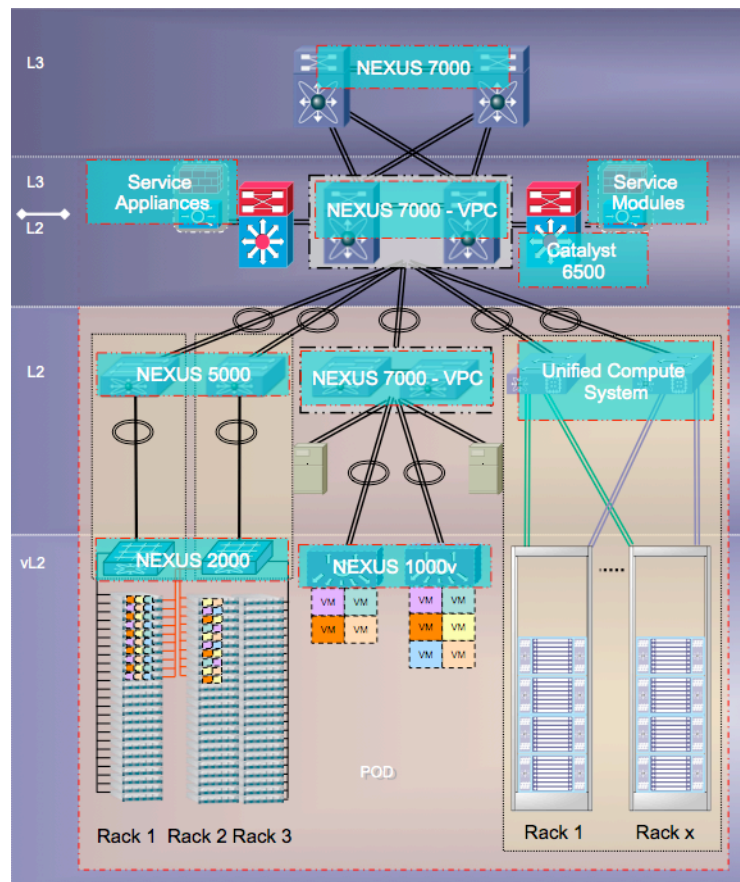 L3
NEXUS 7000
L3
L2
Service
Appliances
NEXUS 7000 - VPC
Service
Modules
Catalyst
6500
L2
NEXUS 5000
NEXUS 7000 - VPC
Unified Compute
System
vL2
NEXUS 2000
NEXUS 1000v
VM VM VM VM
VM VM VM VM
VM VM
POD
Rack 1 Rack 2 Rack 3
Rack 1 Rack x